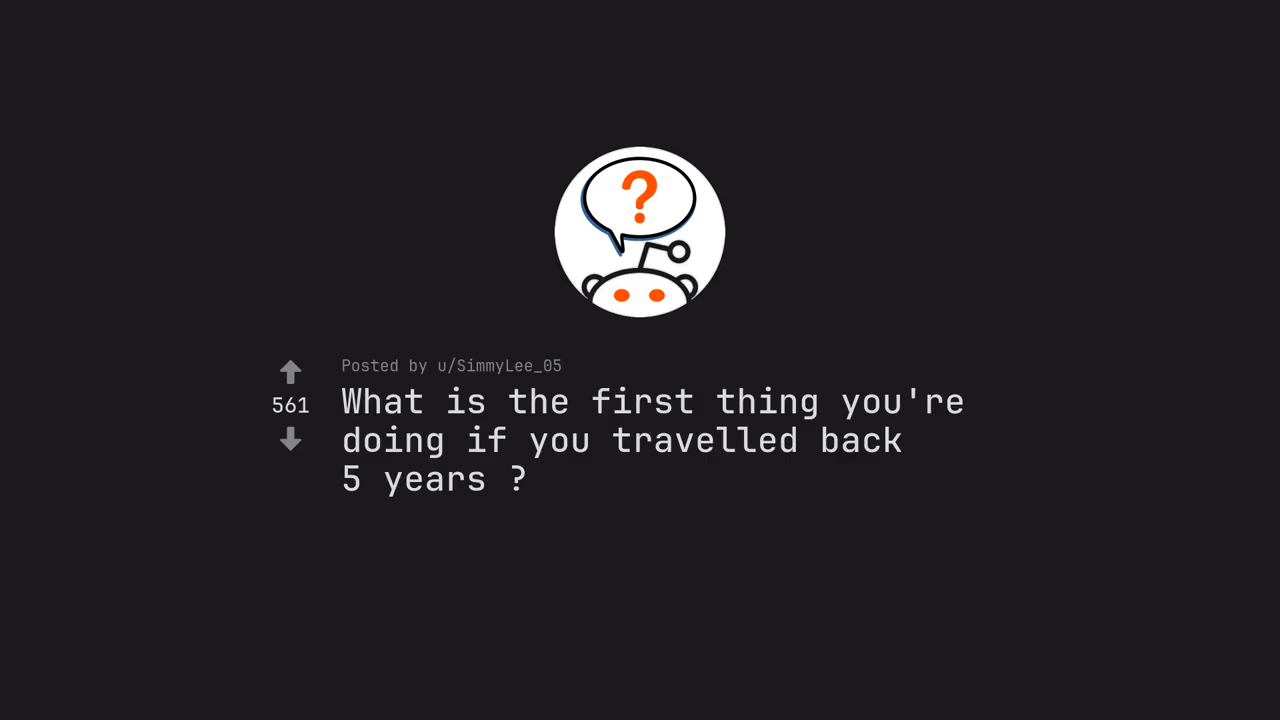 ?
Posted by u/SimmyLee_05
561
What is the first thing you're
doing if you travelled back
5 years ?